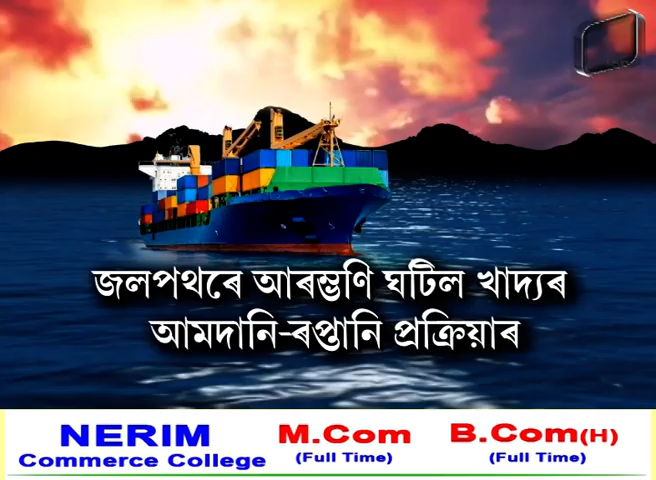 জলপথৰে আৰম্ভণি ঘটিল খাদ্যৰ
আমদানি-ৰপ্তানি প্ৰক্ৰিয়াৰ
NERIM M.Com B.Com(H)
Commerce College (Full Time) (Full Time)